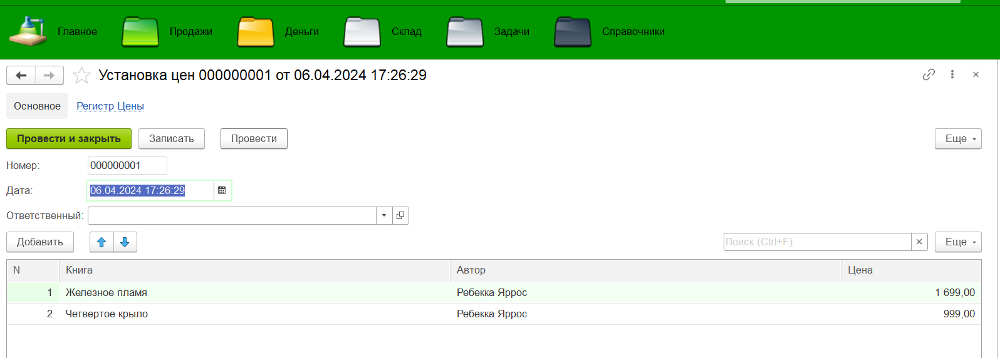 Главное Продажи Деньги Склад Задачи Справочники
Установка цен 000000001 от 06.04.2024 17:26:29
Основное Регистр Цены
Провести и закрыть Записать Провести Еще
Номер: 000000001
Дата: 06.04.2024 17:26:29
Ответственный:
Добавить Поиск (Ctrl+F) Еще
N Книга Автор Цена
1 Железное пламя Ребекка Яррос 1 699,00
2 Четвертое крыло Ребекка Яррос 999,00